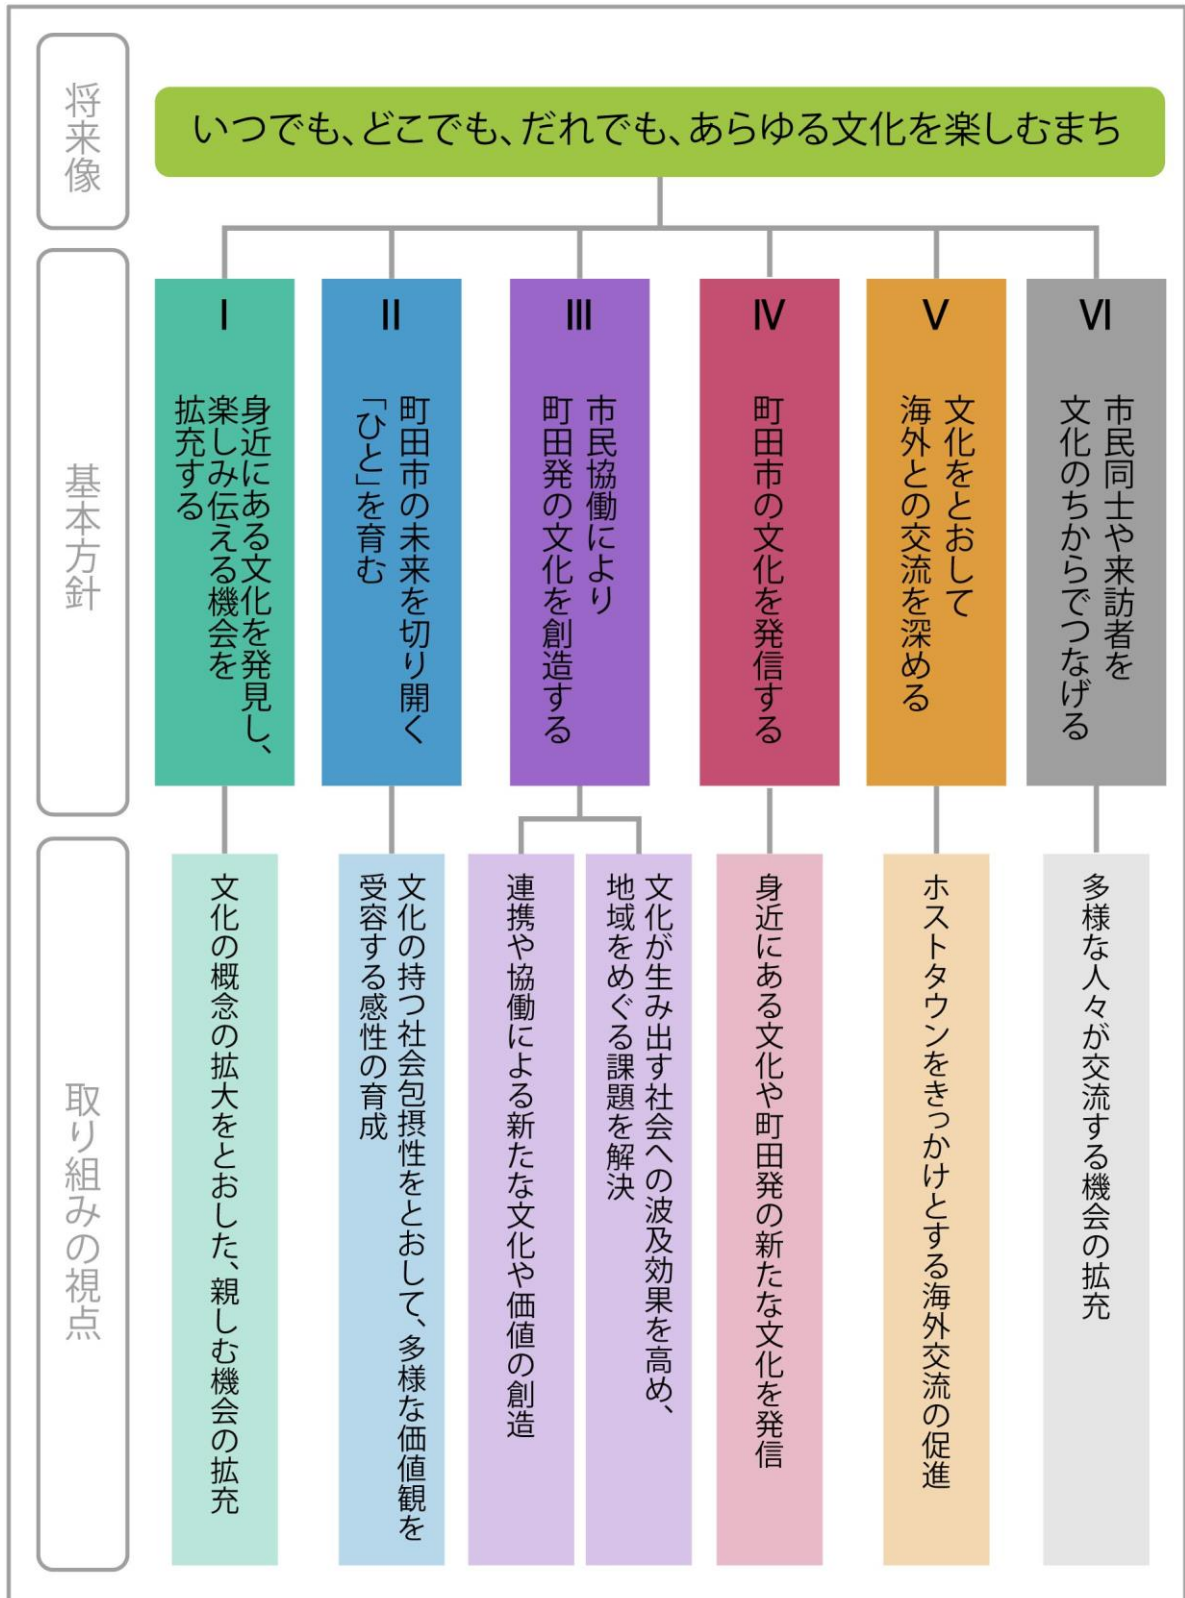 将来像
いつでも、どこでも、だれでも、あらゆる文化を楽しむまち
基本方針
Ⅰ
身近にある文化を発見し、
楽しみ伝える機会を
拡充する
Ⅱ
町田市の未来を切り開く
「ひと」を育む
Ⅲ
市民協働により
町田発の文化を創造する
Ⅳ
町田市の文化を発信する
Ⅴ
文化をとおして
海外との交流を深める
Ⅵ
市民同士や来訪者を
文化のちからでつなげる
取り組みの視点
文化の概念の拡大をとおした、親しむ機会の拡充
文化の持つ社会包摂性をとおして、多様な価値観を
受容する感性の育成
連携や協働による新たな文化や価値の創造
文化が生み出す社会への波及効果を高め、
地域をめぐる課題を解決
身近にある文化や町田発の新たな文化を発信
ホストタウンをきっかけとする海外交流の促進
多様な人々が交流する機会の拡充